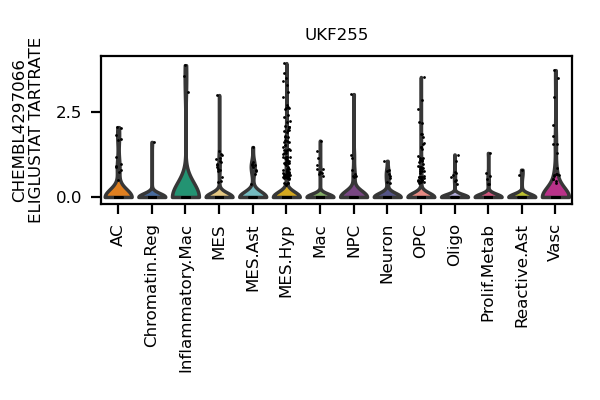 UKF255
CHEMBL4297066
ELIGLUSTAT TARTRATE
2.5
0.0
AC
Chromatin.Reg
Inflammatory.Mac
MES
MES.Ast
MES.Hyp
Mac
NPC
Neuron
OPC
Oligo
Prolif.Metab
Reactive.Ast
Vasc